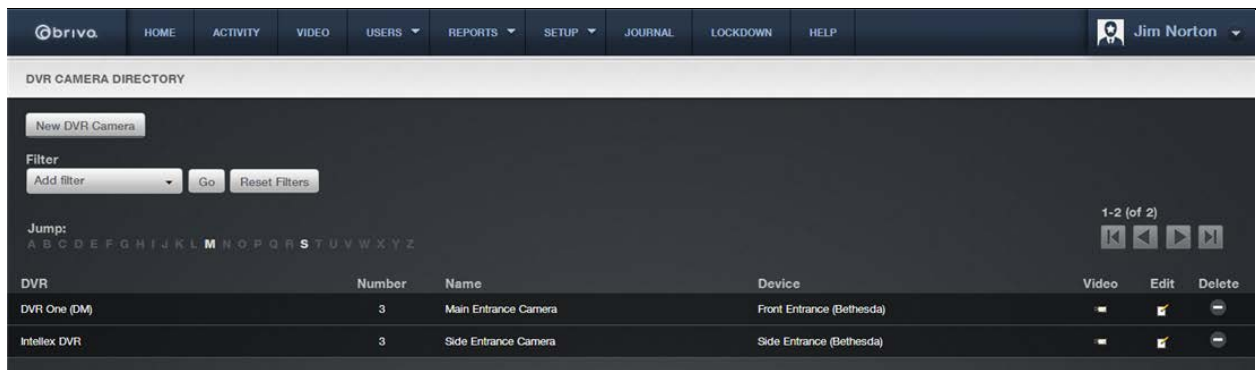 brivo.
HOME ACTIVITY VIDEO USERS REPORTS SETUP JOURNAL LOCKDOWN HELP Jim Norton
DVR CAMERA DIRECTORY
New DVR Camera
Filter
Add filter Go Reset Filters
1-2 (of 2)
Jump:
A B C D E F G H I J K L M N O P Q R S T U V W X Y Z
DVR Number Name Device Video Edit Delete
DVR One (DM) 3 Main Entrance Camera Front Entrance (Bethesda)
Intellex DVR 3 Side Entrance Camera Side Entrance (Bethesda)